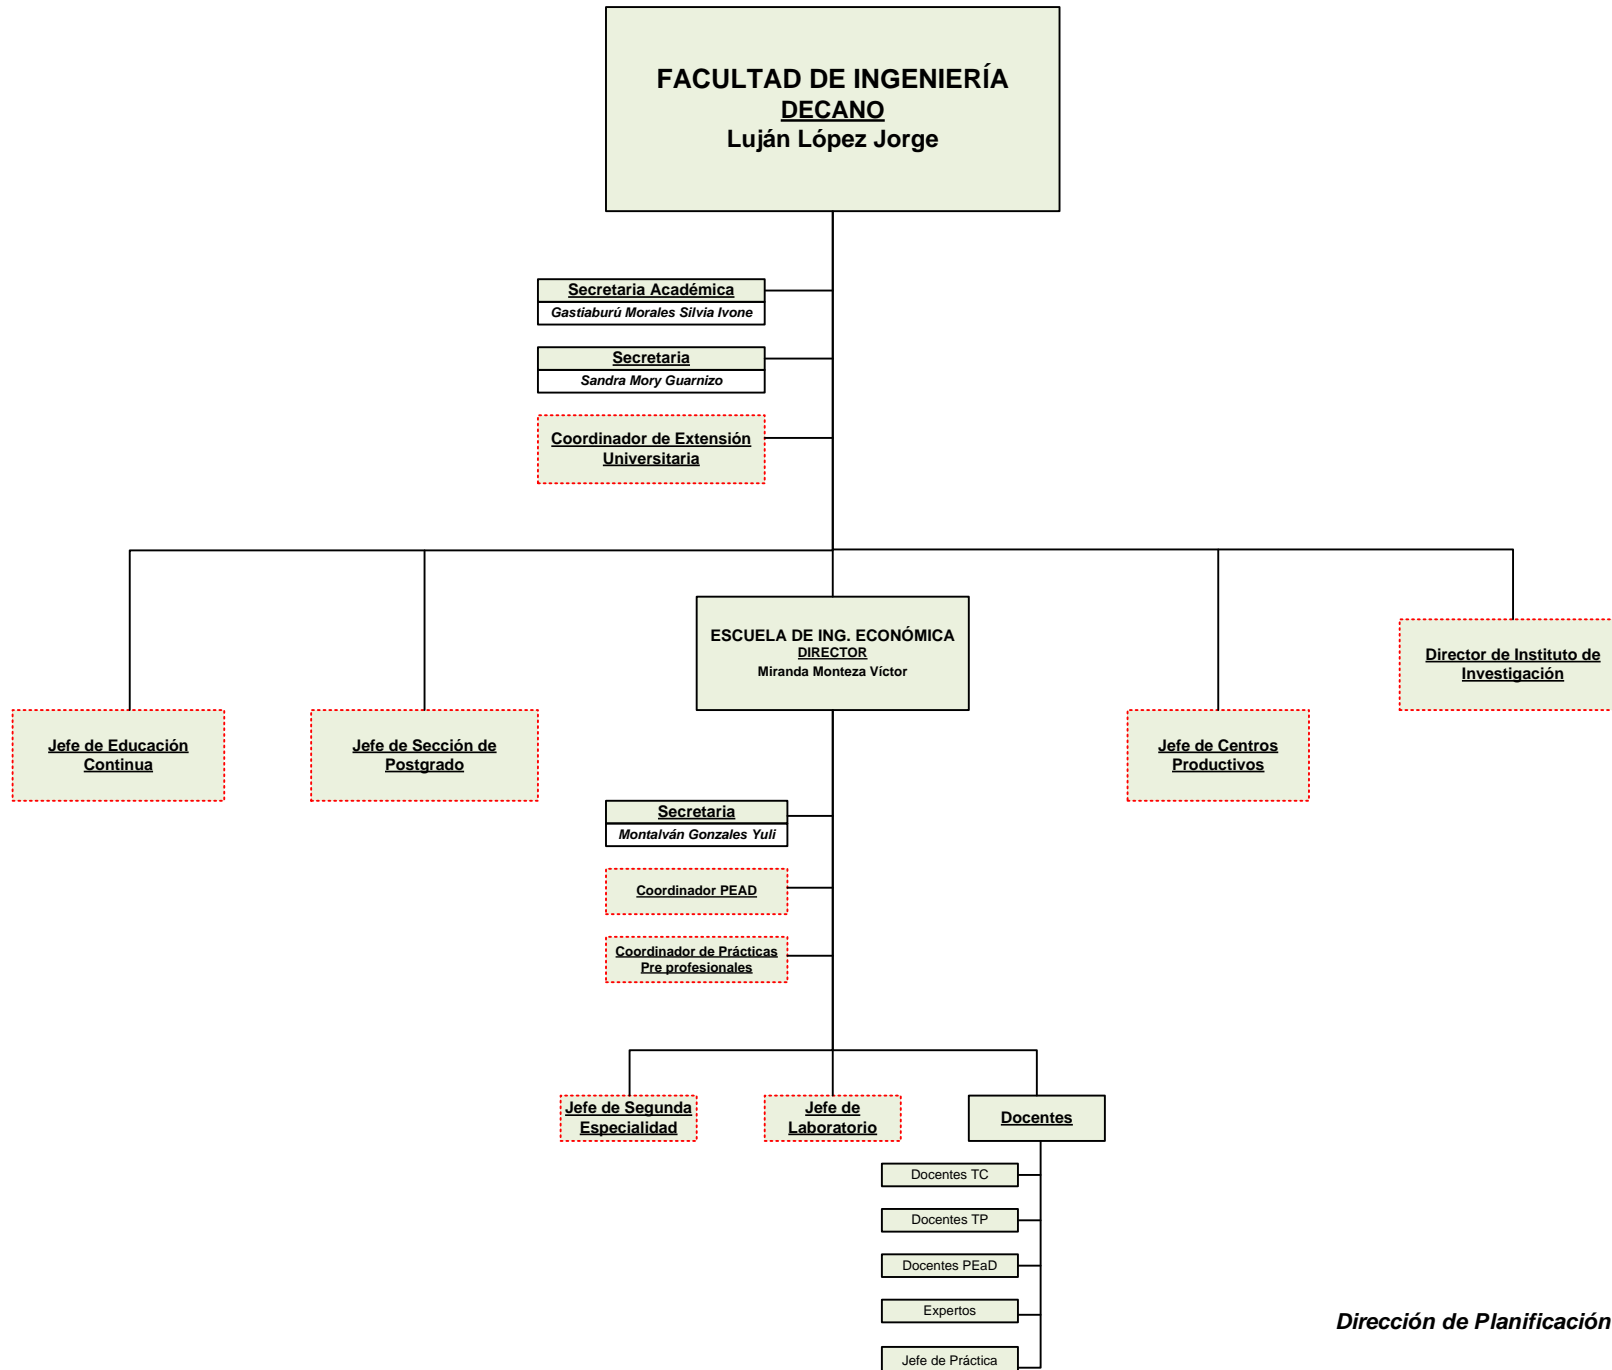 FACULTAD DE INGENIERÍA
DECANO
Luján López Jorge
Secretaria Académica
Gastiaburú Morales Silvia Ivone
Secretaria
Sandra Mory Guarnizo
Coordinador de Extensión
Universitaria
ESCUELA DE ING. ECONÓMICA
DIRECTOR
Miranda Monteza Víctor
Director de Instituto de
Investigación
Jefe de Educación
Continua
Jefe de Sección de
Postgrado
Jefe de Centros
Productivos
Secretaria
Montalván Gonzales Yuli
Coordinador PEAD
Coordinador de Prácticas
Pre profesionales
Jefe de Segunda
Especialidad
Jefe de
Laboratorio
Docentes
Docentes TC
Docentes TP
Docentes PEaD
Expertos
Jefe de Práctica
Dirección de Planificación